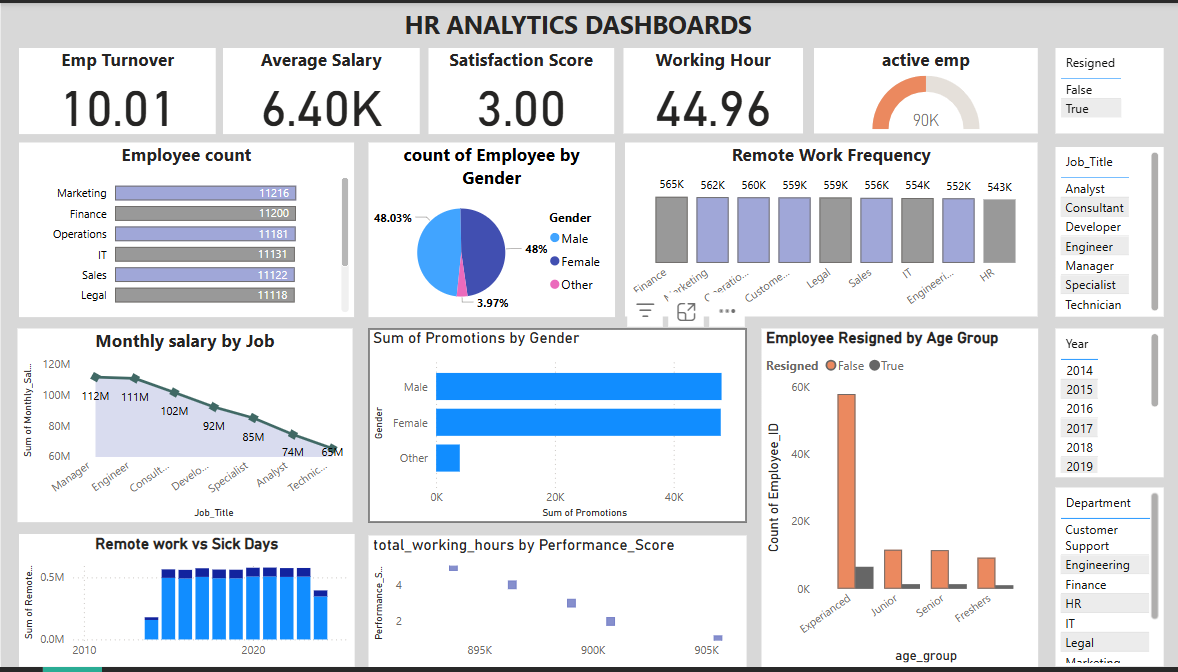 HR ANALYTICS DASHBOARDS
Emp Turnover
10.01
Average Salary
6.40K
Satisfaction Score
3.00
Working Hour
44.96
active emp
90K
Resigned
False
True
Employee count
Marketing 11216
Finance 11200
Operations 11181
IT 11131
Sales 11122
Legal 11118
count of Employee by
Gender
48.03%
48%
3.97%
Gender
Male
Female
Other
Remote Work Frequency
565K 562K 560K 559K 559K 556K 554K 552K 543K
Finance Marketing Operatio... Custome... Legal Sales IT Engineeri... HR
Job_Title
Analyst
Consultant
Developer
Engineer
Manager
Specialist
Technician
Monthly salary by Job
Sum of Monthly_Sal...
120M
100M
80M
60M
112M 111M 102M 92M 85M 74M 65M
Manager Engineer Consult... Develo... Specialist Analyst Technic...
Job_Title
Sum of Promotions by Gender
Gender
Male
Female
Other
0K 20K 40K
Sum of Promotions
Employee Resigned by Age Group
Resigned False True
Count of Employee_ID
60K
40K
20K
0K
Experianced Junior Senior Freshers
age_group
Year
2014
2015
2016
2017
2018
2019
Remote work vs Sick Days
Sum of Remote...
0.5M
0.0M
2010 2020
total_working_hours by Performance_Score
Performance_S...
4
2
895K 900K 905K
Department
Customer
Support
Engineering
Finance
HR
IT
Legal
Marketing